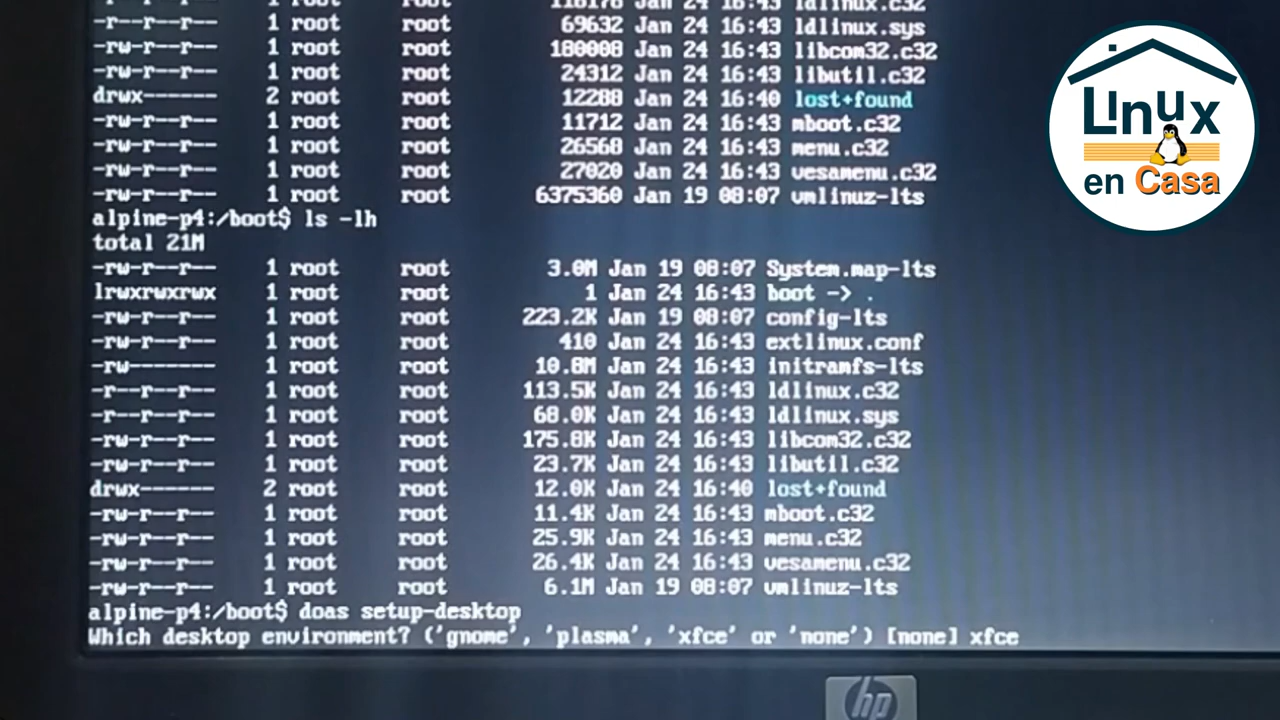 -r--r--r-- 1 root root 116176 Jan 24 16:43 ldlinux.c32
-r--r--r-- 1 root root 69632 Jan 24 16:43 ldlinux.sys
-rw-r--r-- 1 root root 180008 Jan 24 16:43 libcom32.c32
-rw-r--r-- 1 root root 24312 Jan 24 16:43 libutil.c32
drwx------ 2 root root 12288 Jan 24 16:40 lost+found
-rw-r--r-- 1 root root 11712 Jan 24 16:43 mboot.c32
-rw-r--r-- 1 root root 26568 Jan 24 16:43 menu.c32
-rw-r--r-- 1 root root 27020 Jan 24 16:43 vesamenu.c32
-rw-r--r-- 1 root root 6375360 Jan 19 08:07 vmlinuz-lts
alpine-p4:/boot$ ls -lh
total 21M
-rw-r--r-- 1 root root 3.0M Jan 19 08:07 System.map-lts
lrwxrwxrwx 1 root root 1 Jan 24 16:43 boot -> .
-rw-r--r-- 1 root root 223.2K Jan 19 08:07 config-lts
-rw-r--r-- 1 root root 410 Jan 24 16:43 extlinux.conf
-rw------- 1 root root 10.8M Jan 24 16:43 initramfs-lts
-r--r--r-- 1 root root 113.5K Jan 24 16:43 ldlinux.c32
-r--r--r-- 1 root root 68.0K Jan 24 16:43 ldlinux.sys
-rw-r--r-- 1 root root 175.8K Jan 24 16:43 libcom32.c32
-rw-r--r-- 1 root root 23.7K Jan 24 16:43 libutil.c32
drwx------ 2 root root 12.0K Jan 24 16:40 lost+found
-rw-r--r-- 1 root root 11.4K Jan 24 16:43 mboot.c32
-rw-r--r-- 1 root root 25.9K Jan 24 16:43 menu.c32
-rw-r--r-- 1 root root 26.4K Jan 24 16:43 vesamenu.c32
-rw-r--r-- 1 root root 6.1M Jan 19 08:07 vmlinuz-lts
alpine-p4:/boot$ doas setup-desktop
Which desktop environment? ('gnome', 'plasma', 'xfce' or 'none') [none] xfce
LInux
en Casa
hp